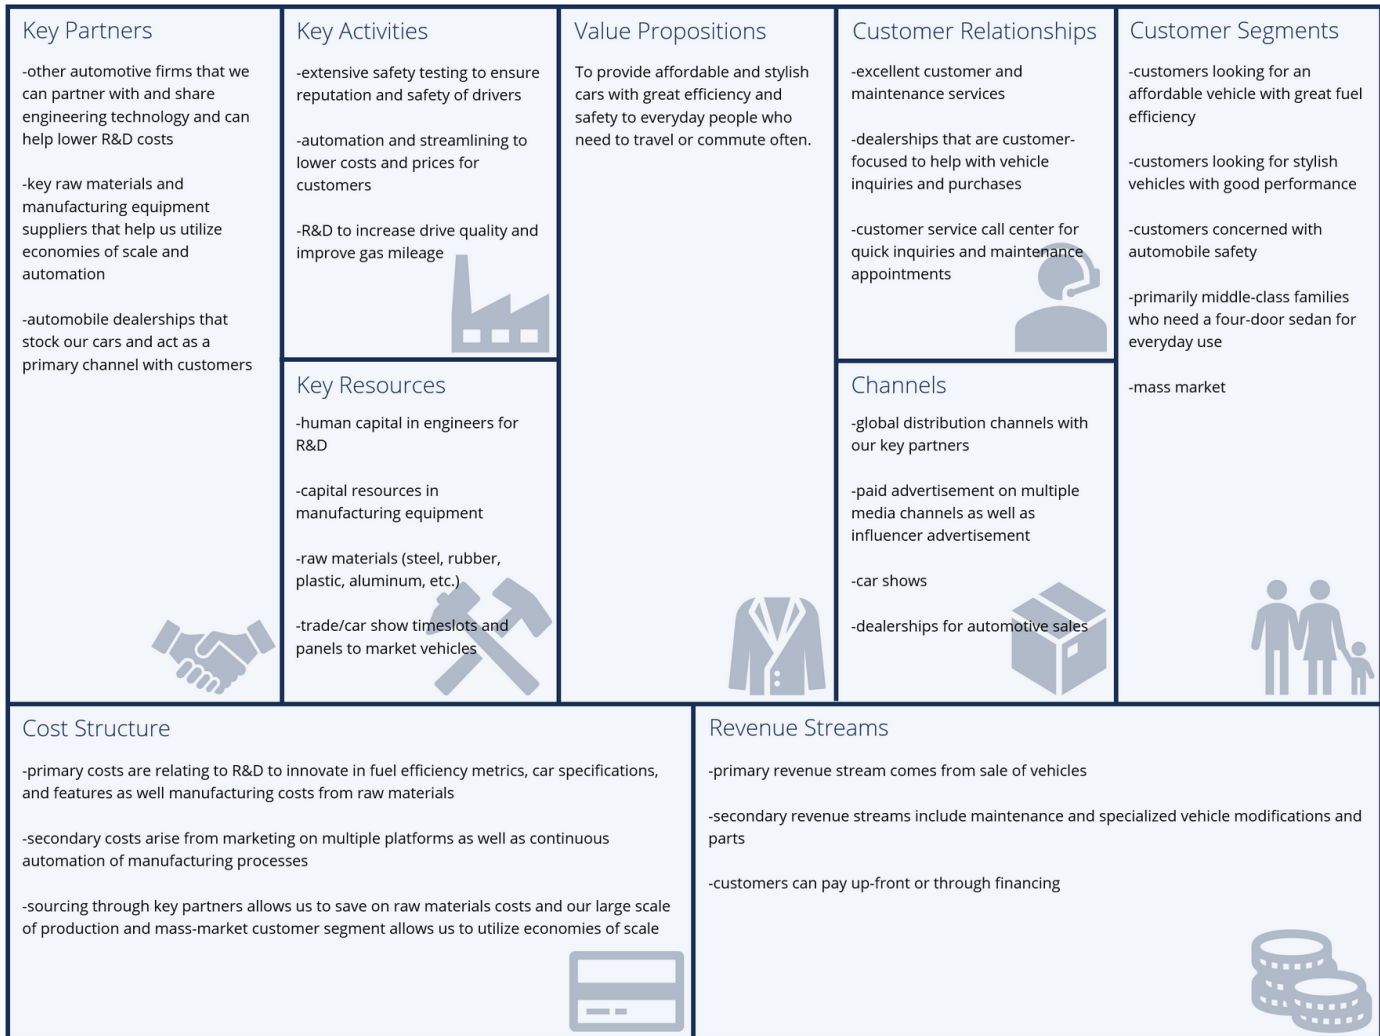 Key Partners
-other automotive firms that we
can partner with and share
engineering technology and can
help lower R&D costs
-key raw materials and
manufacturing equipment
suppliers that help us utilize
economies of scale and
automation
-automobile dealerships that
stock our cars and act as a
primary channel with customers
Key Activities
-extensive safety testing to ensure
reputation and safety of drivers
-automation and streamlining to
lower costs and prices for
customers
-R&D to increase drive quality and
improve gas mileage
Key Resources
-human capital in engineers for
R&D
-capital resources in
manufacturing equipment
-raw materials (steel, rubber,
plastic, aluminum, etc.)
-trade/car show timeslots and
panels to market vehicles
Value Propositions
To provide affordable and stylish
cars with great efficiency and
safety to everyday people who
need to travel or commute often.
Customer Relationships
-excellent customer and
maintenance services
-dealerships that are customer-
focused to help with vehicle
inquiries and purchases
-customer service call center for
quick inquiries and maintenance
appointments
Channels
-global distribution channels with
our key partners
-paid advertisement on multiple
media channels as well as
influencer advertisement
-car shows
-dealerships for automotive sales
Customer Segments
-customers looking for an
affordable vehicle with great fuel
efficiency
-customers looking for stylish
vehicles with good performance
-customers concerned with
automobile safety
-primarily middle-class families
who need a four-door sedan for
everyday use
-mass market
Cost Structure
-primary costs are relating to R&D to innovate in fuel efficiency metrics, car specifications,
and features as well manufacturing costs from raw materials
-secondary costs arise from marketing on multiple platforms as well as continuous
automation of manufacturing processes
-sourcing through key partners allows us to save on raw materials costs and our large scale
of production and mass-market customer segment allows us to utilize economies of scale
Revenue Streams
-primary revenue stream comes from sale of vehicles
-secondary revenue streams include maintenance and specialized vehicle modifications and
parts
-customers can pay up-front or through financing